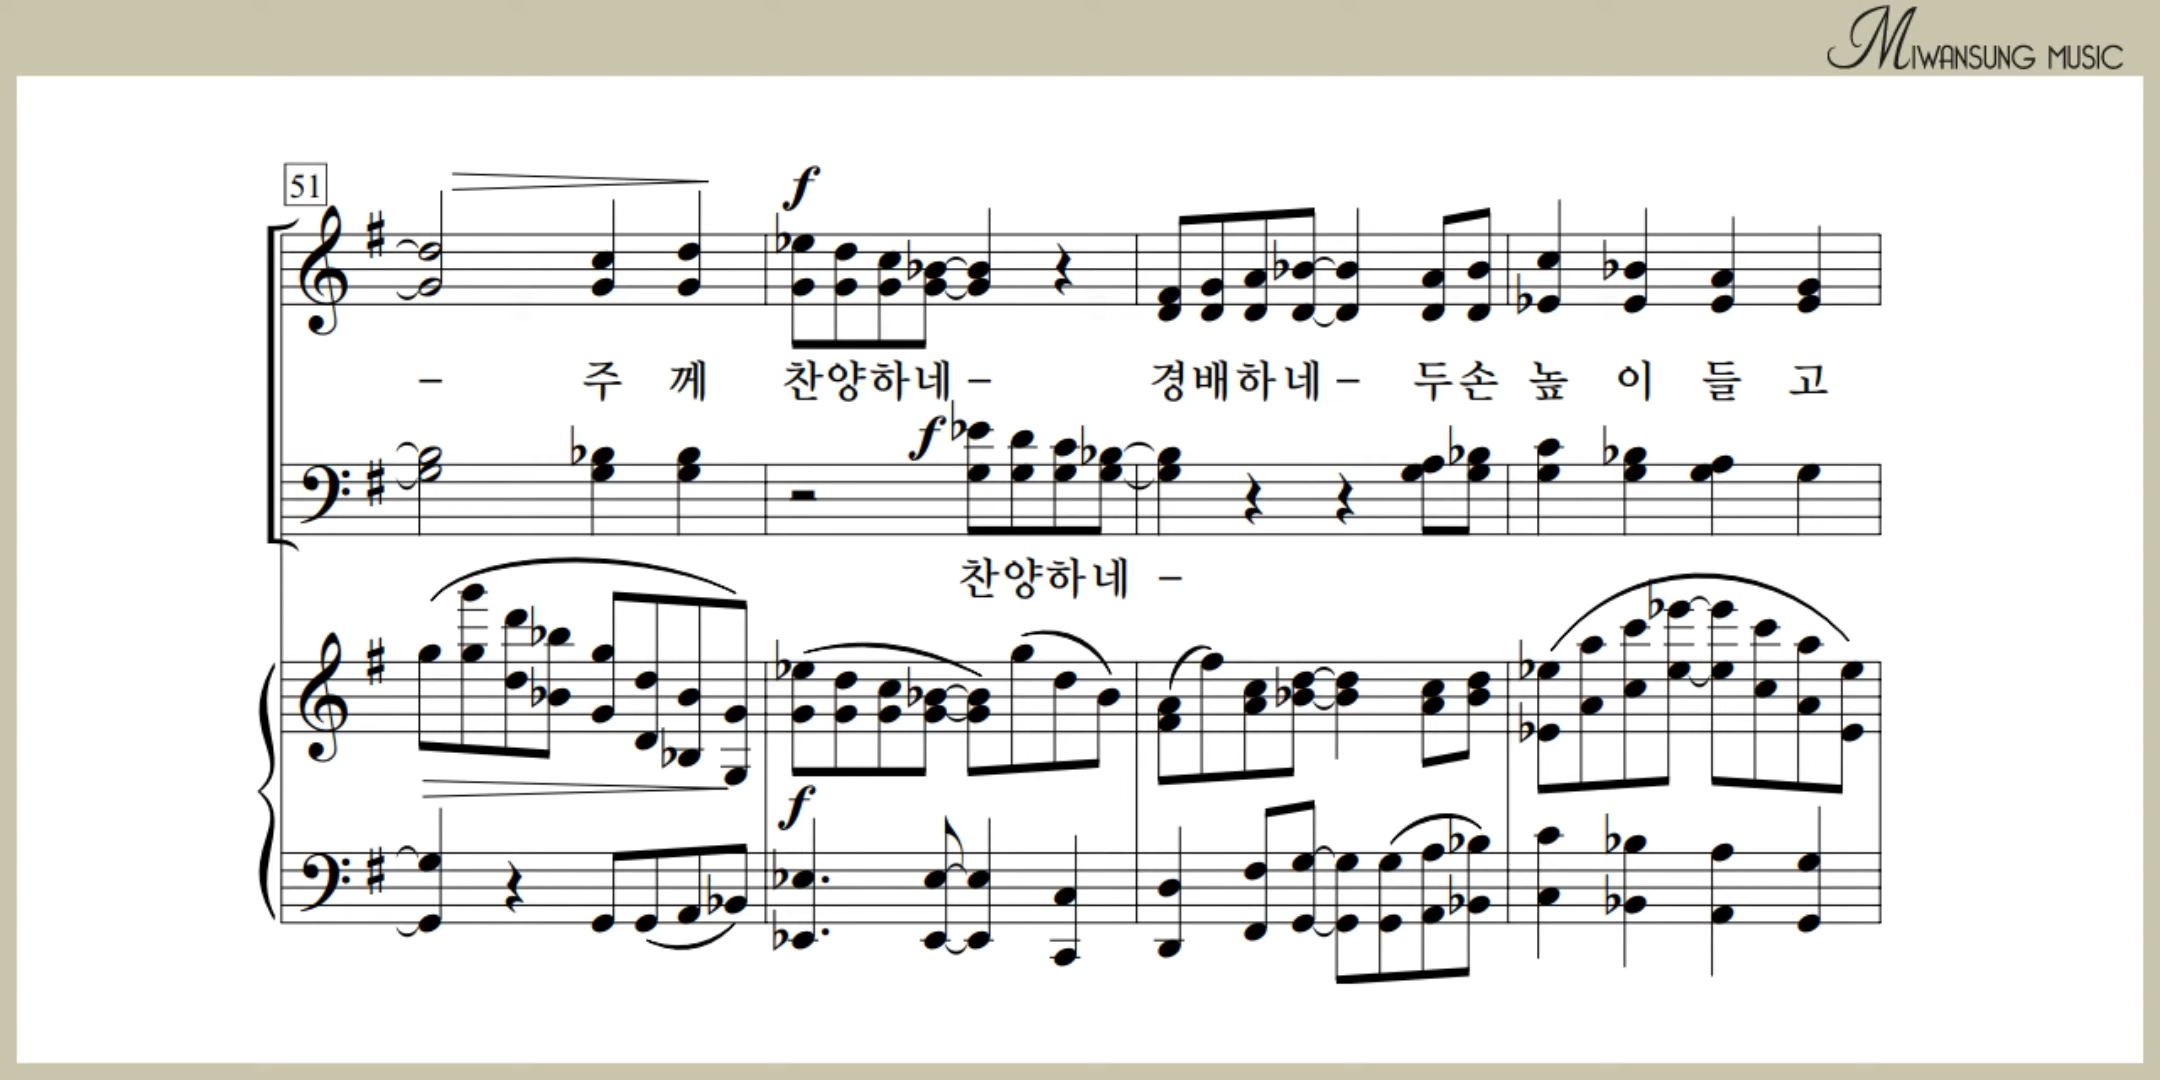 MIWANSUNG MUSIC
51
f
– 주 께 찬양하네 – 경배하네 – 두손 높 이 들 고
f
찬양하네 –
f